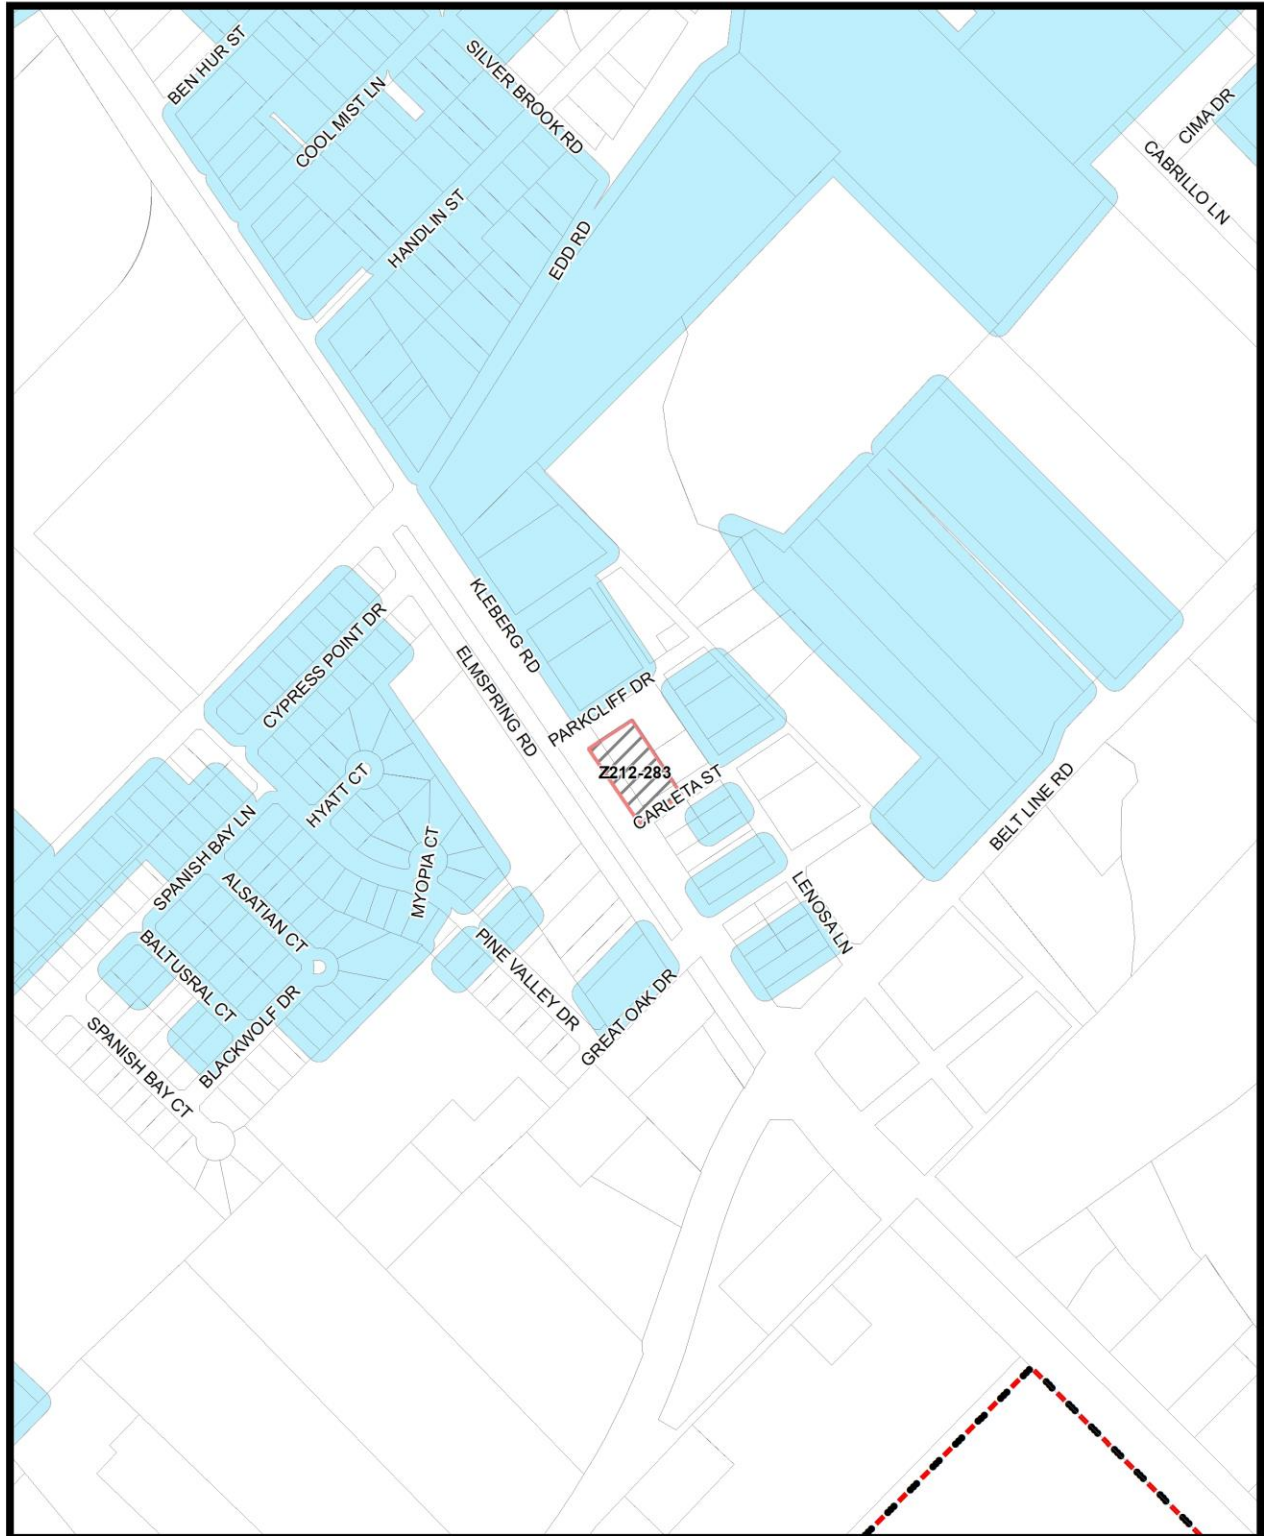 BEN HUR ST
SILVER BROOK RD
COOL MIST LN
CIMA DR
CABRILLO LN
HANDLIN ST
EDD RD
KLEBERG RD
CYPRESS POINT DR
ELMSPRING RD
PARKCLIFF DR
Z212-283
CARLETA ST
HYATT CT
BELT LINE RD
SPANISH BAY LN
MYOPIA CT
ALSATIAN CT
LENOSA LN
BALTUSRAL CT
PINE VALLEY DR
GREAT OAK DR
BLACKWOLF DR
SPANISH BAY CT